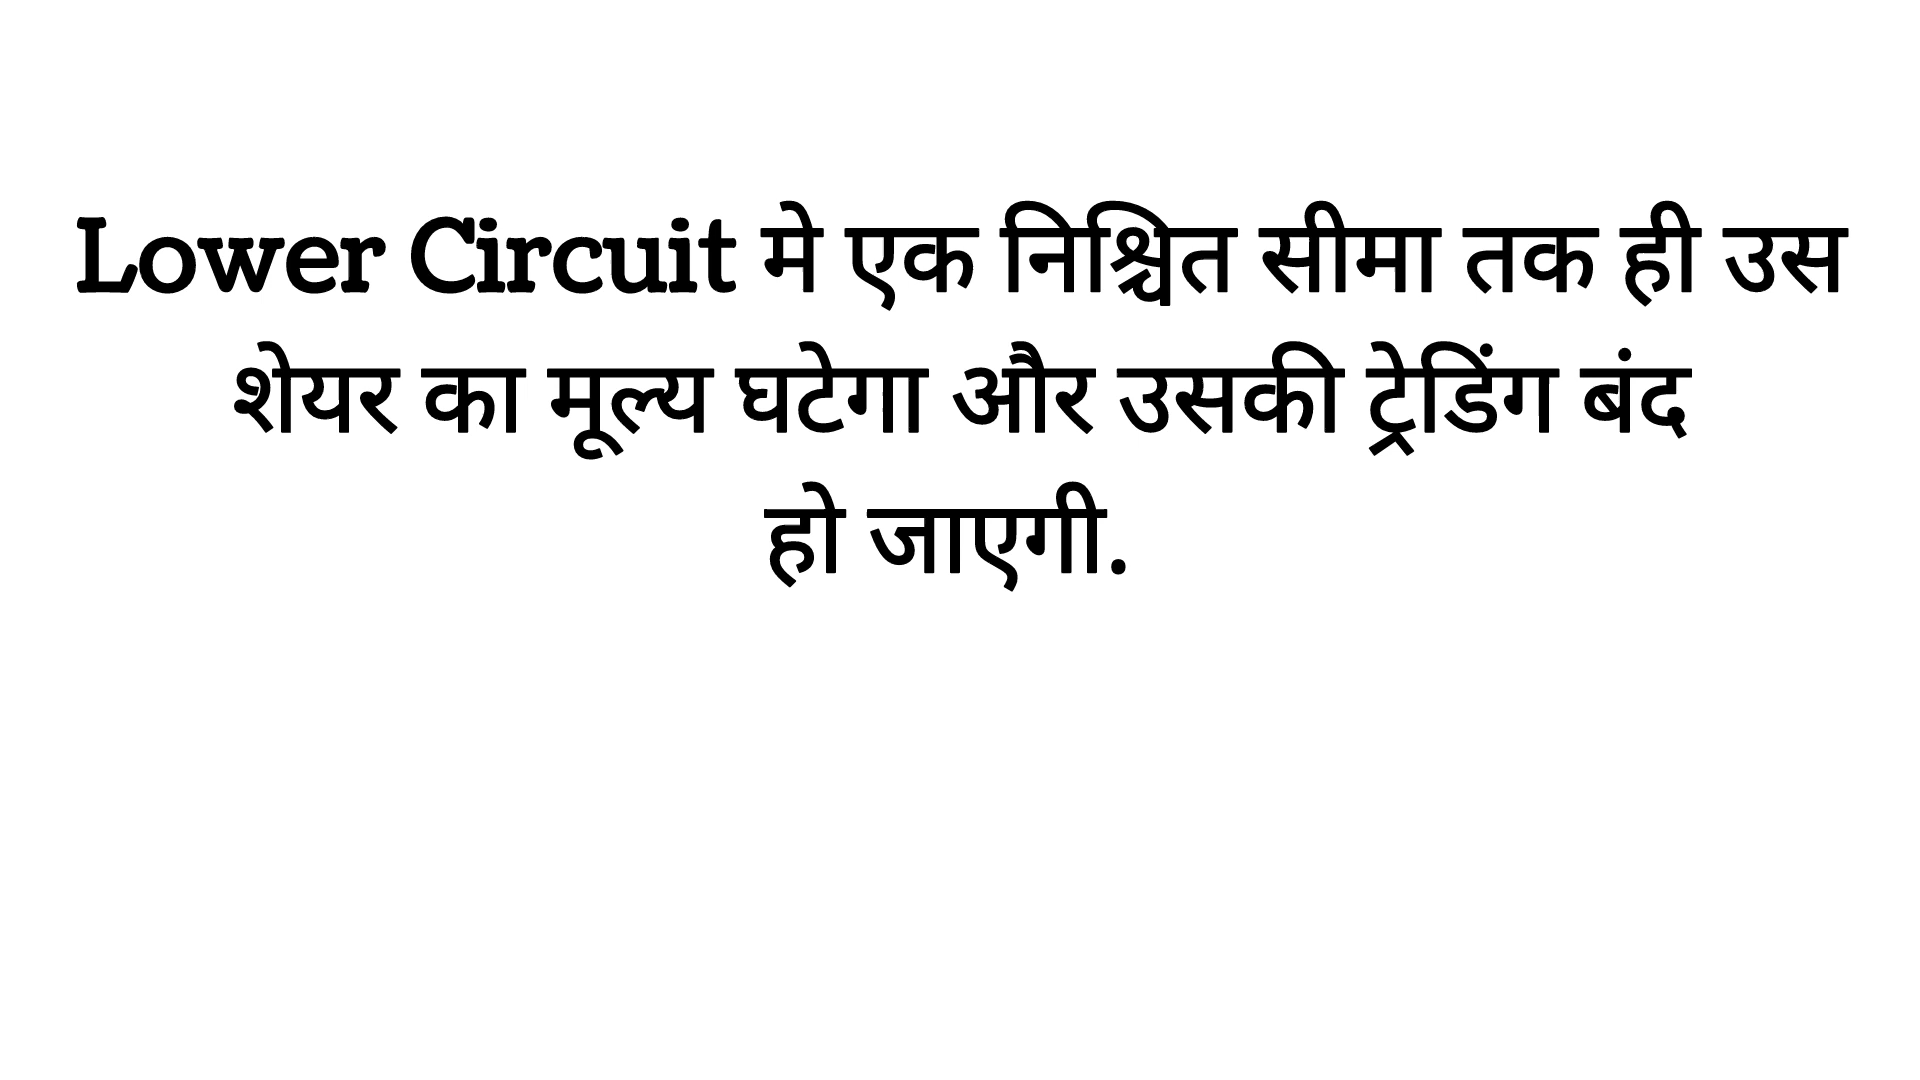 Lower Circuit मे एक निश्चित सीमा तक ही उस
शेयर का मूल्य घटेगा और उसकी ट्रेडिंग बंद
हो जाएगी.